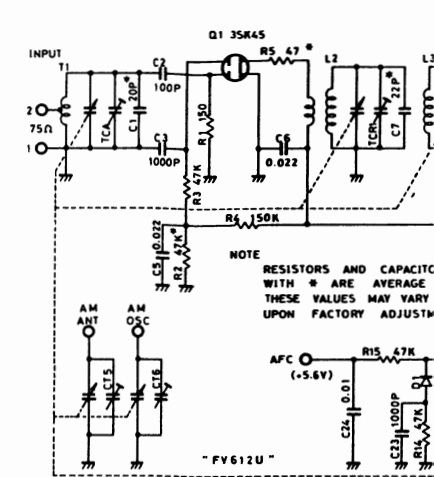 Q1 3SK45
INPUT
T1
C2
100P
R5 47 *
L2
L3
2
75Ω
1
TCA
C1 20P*
R1 150
C3
1000P
C6
0.022
TCR
C7 22P*
R3 47K
R4 150K
C5 0.022
R2 47K*
NOTE
RESISTORS AND CAPACITO
WITH * ARE AVERAGE
THESE VALUES MAY VARY
UPON FACTORY ADJUSTM
AM
ANT
AM
OSC
CT5
CT6
AFC
(+5.6V)
R15 47K
D1
C24 0.01
C23 1000P
R14 47K
"FV612U"